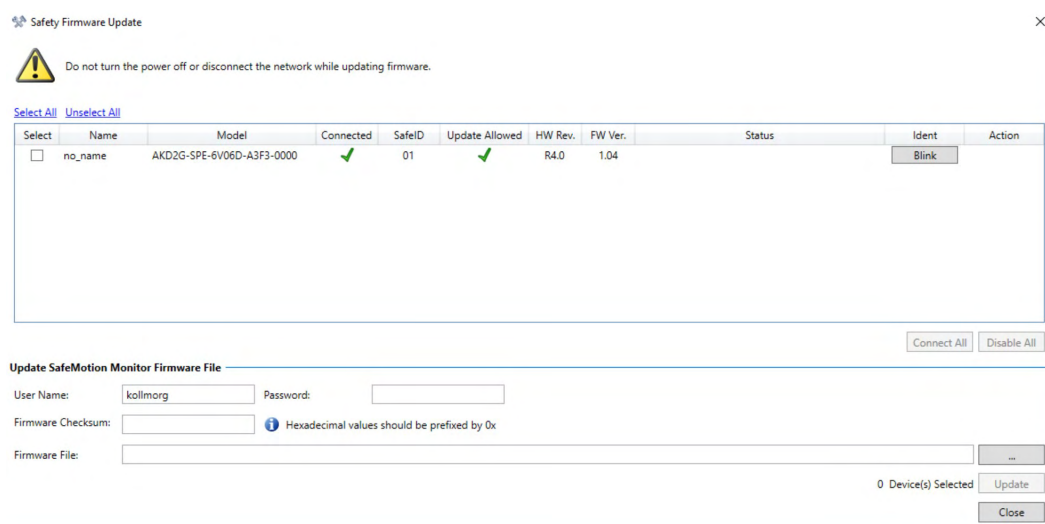 Safety Firmware Update
Do not turn the power off or disconnect the network while updating firmware.
Select All Unselect All
Select Name Model Connected SafeID Update Allowed HW Rev. FW Ver. Status Ident Action
no_name AKD2G-SPE-6V06D-A3F3-0000 01 R4.0 1.04 Blink
Connect All Disable All
Update SafeMotion Monitor Firmware File
User Name: kollmorg Password:
Firmware Checksum: Hexadecimal values should be prefixed by 0x
Firmware File: ...
0 Device(s) Selected Update
Close